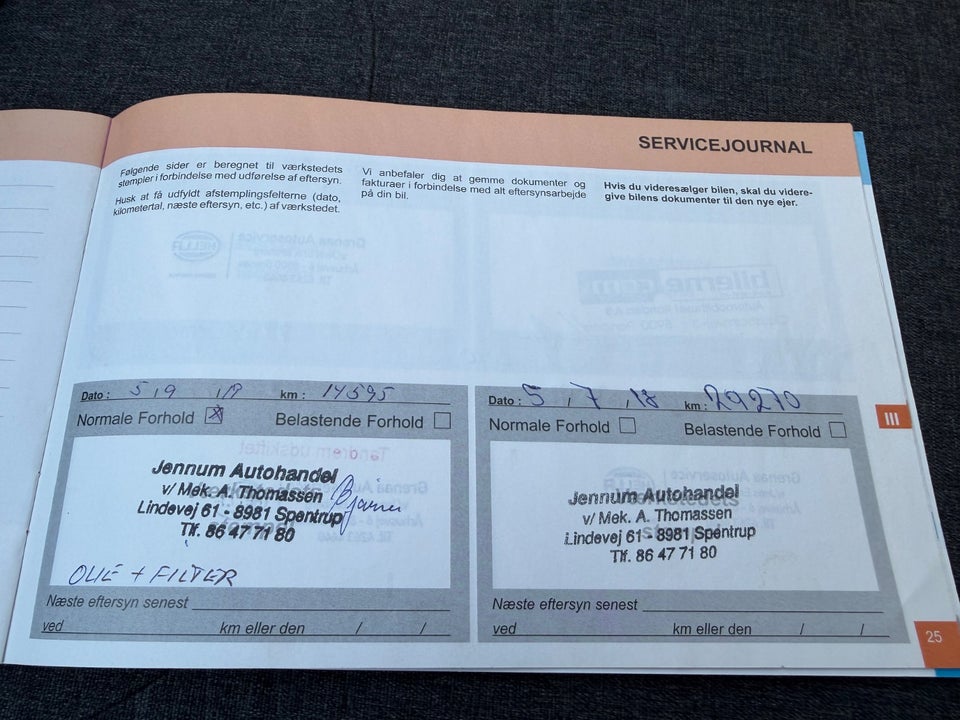 SERVICEJOURNAL
Følgende sider er beregnet til værkstedets
stempler i forbindelse med udførelse af eftersyn.
Husk at få udfyldt afstemplingsfelterne (dato,
kilometertal, næste eftersyn, etc.) af værkstedet.
Vi anbefaler dig at gemme dokumenter og
fakturaer i forbindelse med alt eftersynsarbejde
på din bil.
Hvis du videresælger bilen, skal du videre-
give bilens dokumenter til den nye ejer.
Dato : 5 , 9 , 17 km : 14595
Normale Forhold X Belastende Forhold
Jennum Autohandel
v/ Mek. A. Thomassen
Lindevej 61 - 8981 Spentrup
Tlf. 86 47 71 80
OLIE + FILTER
Næste eftersyn senest
ved km eller den / /
Dato : 5 , 7 , 18 km : 29270
Normale Forhold Belastende Forhold
Jennum Autohandel
v/ Mek. A. Thomassen
Lindevej 61 - 8981 Spentrup
Tlf. 86 47 71 80
Næste eftersyn senest
ved km eller den / /
III
25